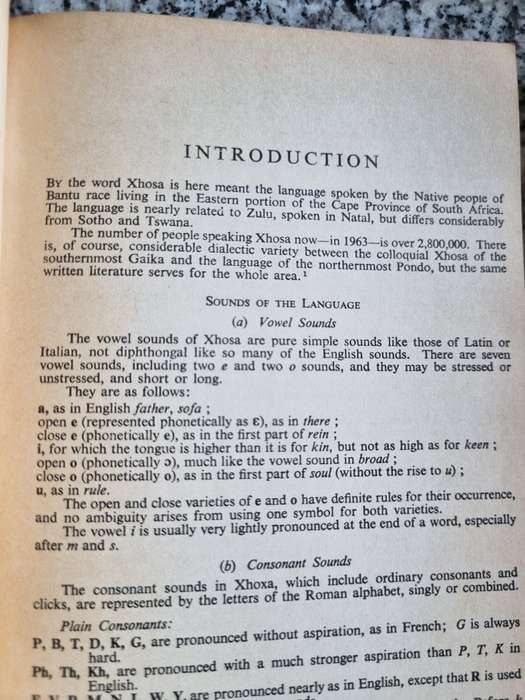 INTRODUCTION
BY the word Xhosa is here meant the language spoken by the Native people of
Bantu race living in the Eastern portion of the Cape Province of South Africa.
The language is nearly related to Zulu, spoken in Natal, but differs considerably
from Sotho and Tswana.
The number of people speaking Xhosa now—in 1963—is over 2,800,000. There
is, of course, considerable dialectic variety between the colloquial Xhosa of the
southernmost Gaika and the language of the northernmost Pondo, but the same
written literature serves for the whole area.¹
SOUNDS OF THE LANGUAGE
(a) Vowel Sounds
The vowel sounds of Xhosa are pure simple sounds like those of Latin or
Italian, not diphthongal like so many of the English sounds. There are seven
vowel sounds, including two e and two o sounds, and they may be stressed or
unstressed, and short or long.
They are as follows:
a, as in English father, sofa ;
open e (represented phonetically as ɛ), as in there ;
close e (phonetically e), as in the first part of rein ;
i, for which the tongue is higher than it is for kin, but not as high as for keen ;
open o (phonetically ɔ), much like the vowel sound in broad ;
close o (phonetically o), as in the first part of soul (without the rise to u) ;
u, as in rule.
The open and close varieties of e and o have definite rules for their occurrence,
and no ambiguity arises from using one symbol for both varieties.
The vowel i is usually very lightly pronounced at the end of a word, especially
after m and s.
(b) Consonant Sounds
The consonant sounds in Xhoxa, which include ordinary consonants and
clicks, are represented by the letters of the Roman alphabet, singly or combined.
Plain Consonants:
P, B, T, D, K, G, are pronounced without aspiration, as in French; G is always
hard.
Ph, Th, Kh, are pronounced with a much stronger aspiration than P, T, K in
English.
F, V, R, M, N, L, W, Y, are pronounced nearly as in English, except that R is used